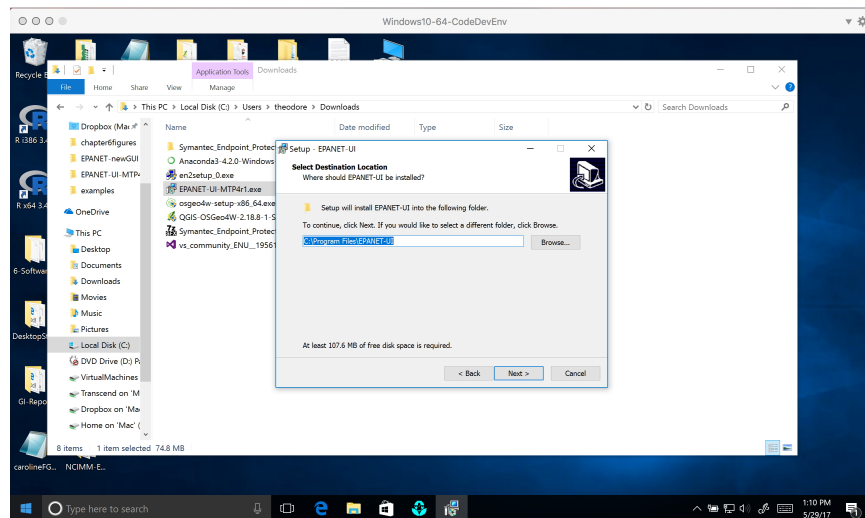 Windows10-64-CodeDevEnv
Recycle
Application Tools Downloads
File Home Share View Manage
This PC > Local Disk (C:) > Users > theodore > Downloads
Search Downloads
Dropbox (Mac
chapter6figures
EPANET-newGUI
EPANET-UI-MTP4
examples
OneDrive
This PC
Desktop
Documents
Downloads
Movies
Music
Pictures
Local Disk (C:)
DVD Drive (D:) Pa
VirtualMachines
Transcend on 'M
Dropbox on 'Mac
Home on 'Mac' (
Name Date modified Type Size
Symantec_Endpoint_Protec
Anaconda3-4.2.0-Windows
en2setup_0.exe
EPANET-UI-MTP4r1.exe
osgeo4w-setup-x86_64.exe
QGIS-OSGeo4W-2.18.8-1-S
Symantec_Endpoint_Protec
vs_community_ENU__19561
Setup - EPANET-UI
Select Destination Location
Where should EPANET-UI be installed?
Setup will install EPANET-UI into the following folder.
To continue, click Next. If you would like to select a different folder, click Browse.
C:\Program Files\EPANET-UI
Browse...
At least 107.6 MB of free disk space is required.
< Back Next > Cancel
8 items 1 item selected 74.8 MB
R i386 3.4
R x64 3.4
6-Softwar
DesktopS
GI-Repo
carolineFG... NCIMM-E...
Type here to search
1:10 PM
5/29/17